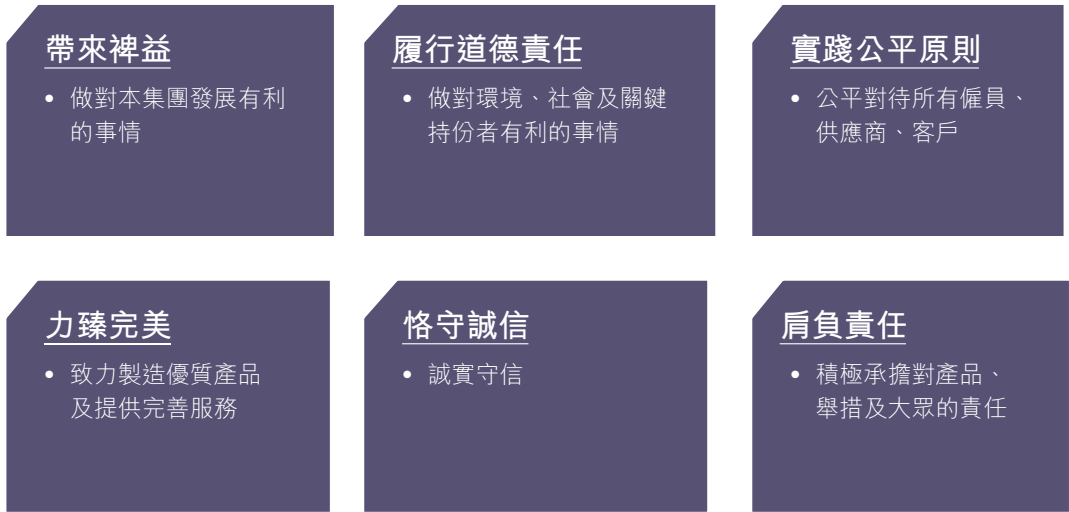 帶來裨益
• 做對本集團發展有利
的事情
履行道德責任
• 做對環境、社會及關鍵
持份者有利的事情
實踐公平原則
• 公平對待所有僱員、
供應商、客戶
力臻完美
• 致力製造優質產品
及提供完善服務
恪守誠信
• 誠實守信
肩負責任
• 積極承擔對產品、
舉措及大眾的責任